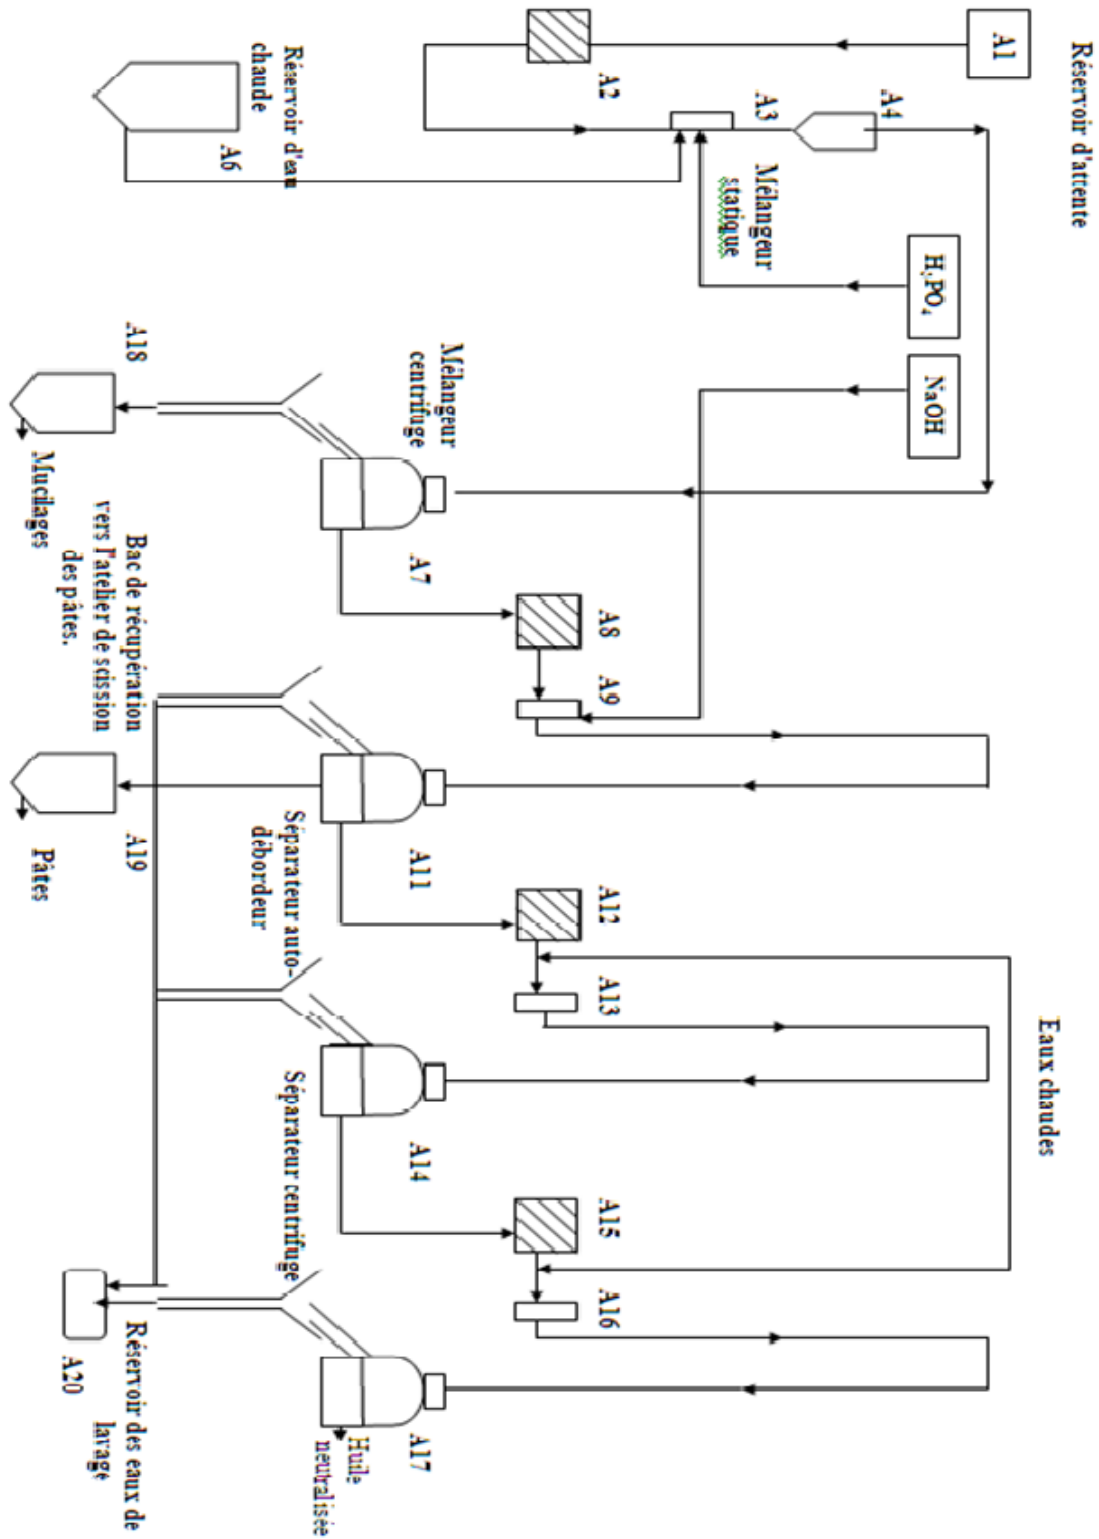 Réservoir d'attente
A1
A2
A3
A4
Réservoir d'eau
chaude
A6
Mélangeur
statique
H₃PO₄
NaOH
Mélangeur
centrifuge
A7
A18
Mucilages
A8
A9
Bac de récupération
vers l'atelier de scission
des pâtes.
A11
Séparateur auto-
débordeur
A19
Pâtes
A12
A13
Eaux chaudes
A14
Séparateur centrifuge
A15
A16
A17
Huile
neutralisée
Réservoir des eaux de
lavage
A20